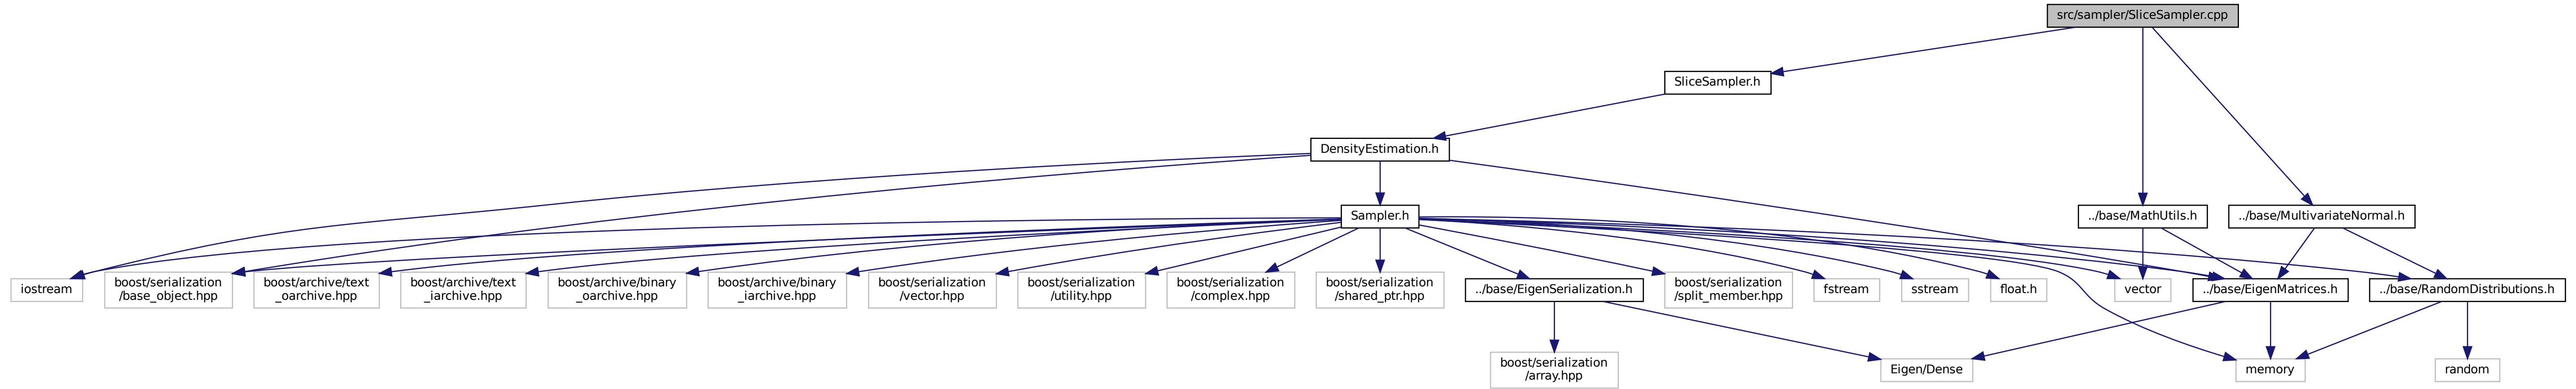 src/sampler/SliceSampler.cpp
SliceSampler.h
DensityEstimation.h
Sampler.h
../base/MathUtils.h
../base/MultivariateNormal.h
iostream
boost/serialization
/base_object.hpp
boost/archive/text
_oarchive.hpp
boost/archive/text
_iarchive.hpp
boost/archive/binary
_oarchive.hpp
boost/archive/binary
_iarchive.hpp
boost/serialization
/vector.hpp
boost/serialization
/utility.hpp
boost/serialization
/complex.hpp
boost/serialization
/shared_ptr.hpp
../base/EigenSerialization.h
boost/serialization
/split_member.hpp
fstream
sstream
float.h
vector
../base/EigenMatrices.h
../base/RandomDistributions.h
boost/serialization
/array.hpp
Eigen/Dense
memory
random